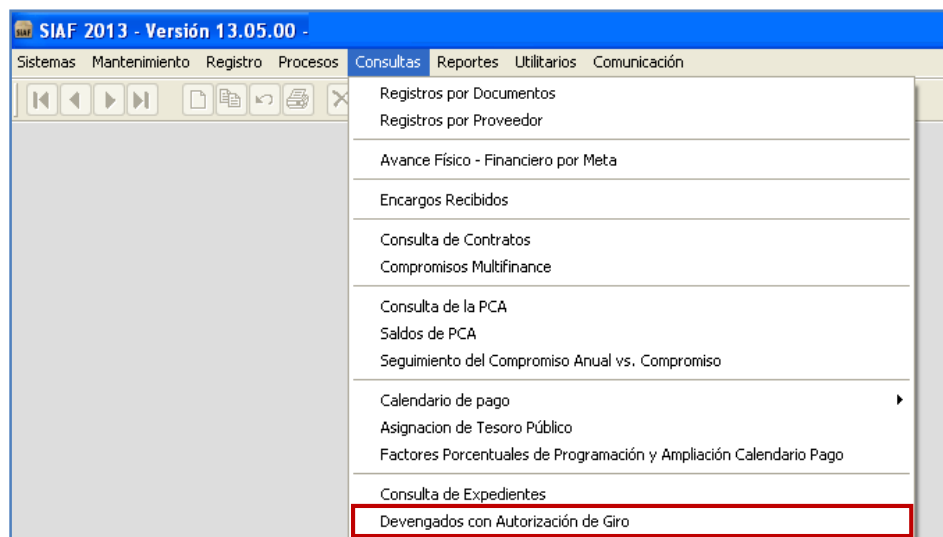 SIAF 2013 - Versión 13.05.00 -
Sistemas Mantenimiento Registro Procesos Consultas Reportes Utilitarios Comunicación
Registros por Documentos
Registros por Proveedor
Avance Físico - Financiero por Meta
Encargos Recibidos
Consulta de Contratos
Compromisos Multifinance
Consulta de la PCA
Saldos de PCA
Seguimiento del Compromiso Anual vs. Compromiso
Calendario de pago
Asignacion de Tesoro Público
Factores Porcentuales de Programación y Ampliación Calendario Pago
Consulta de Expedientes
Devengados con Autorización de Giro